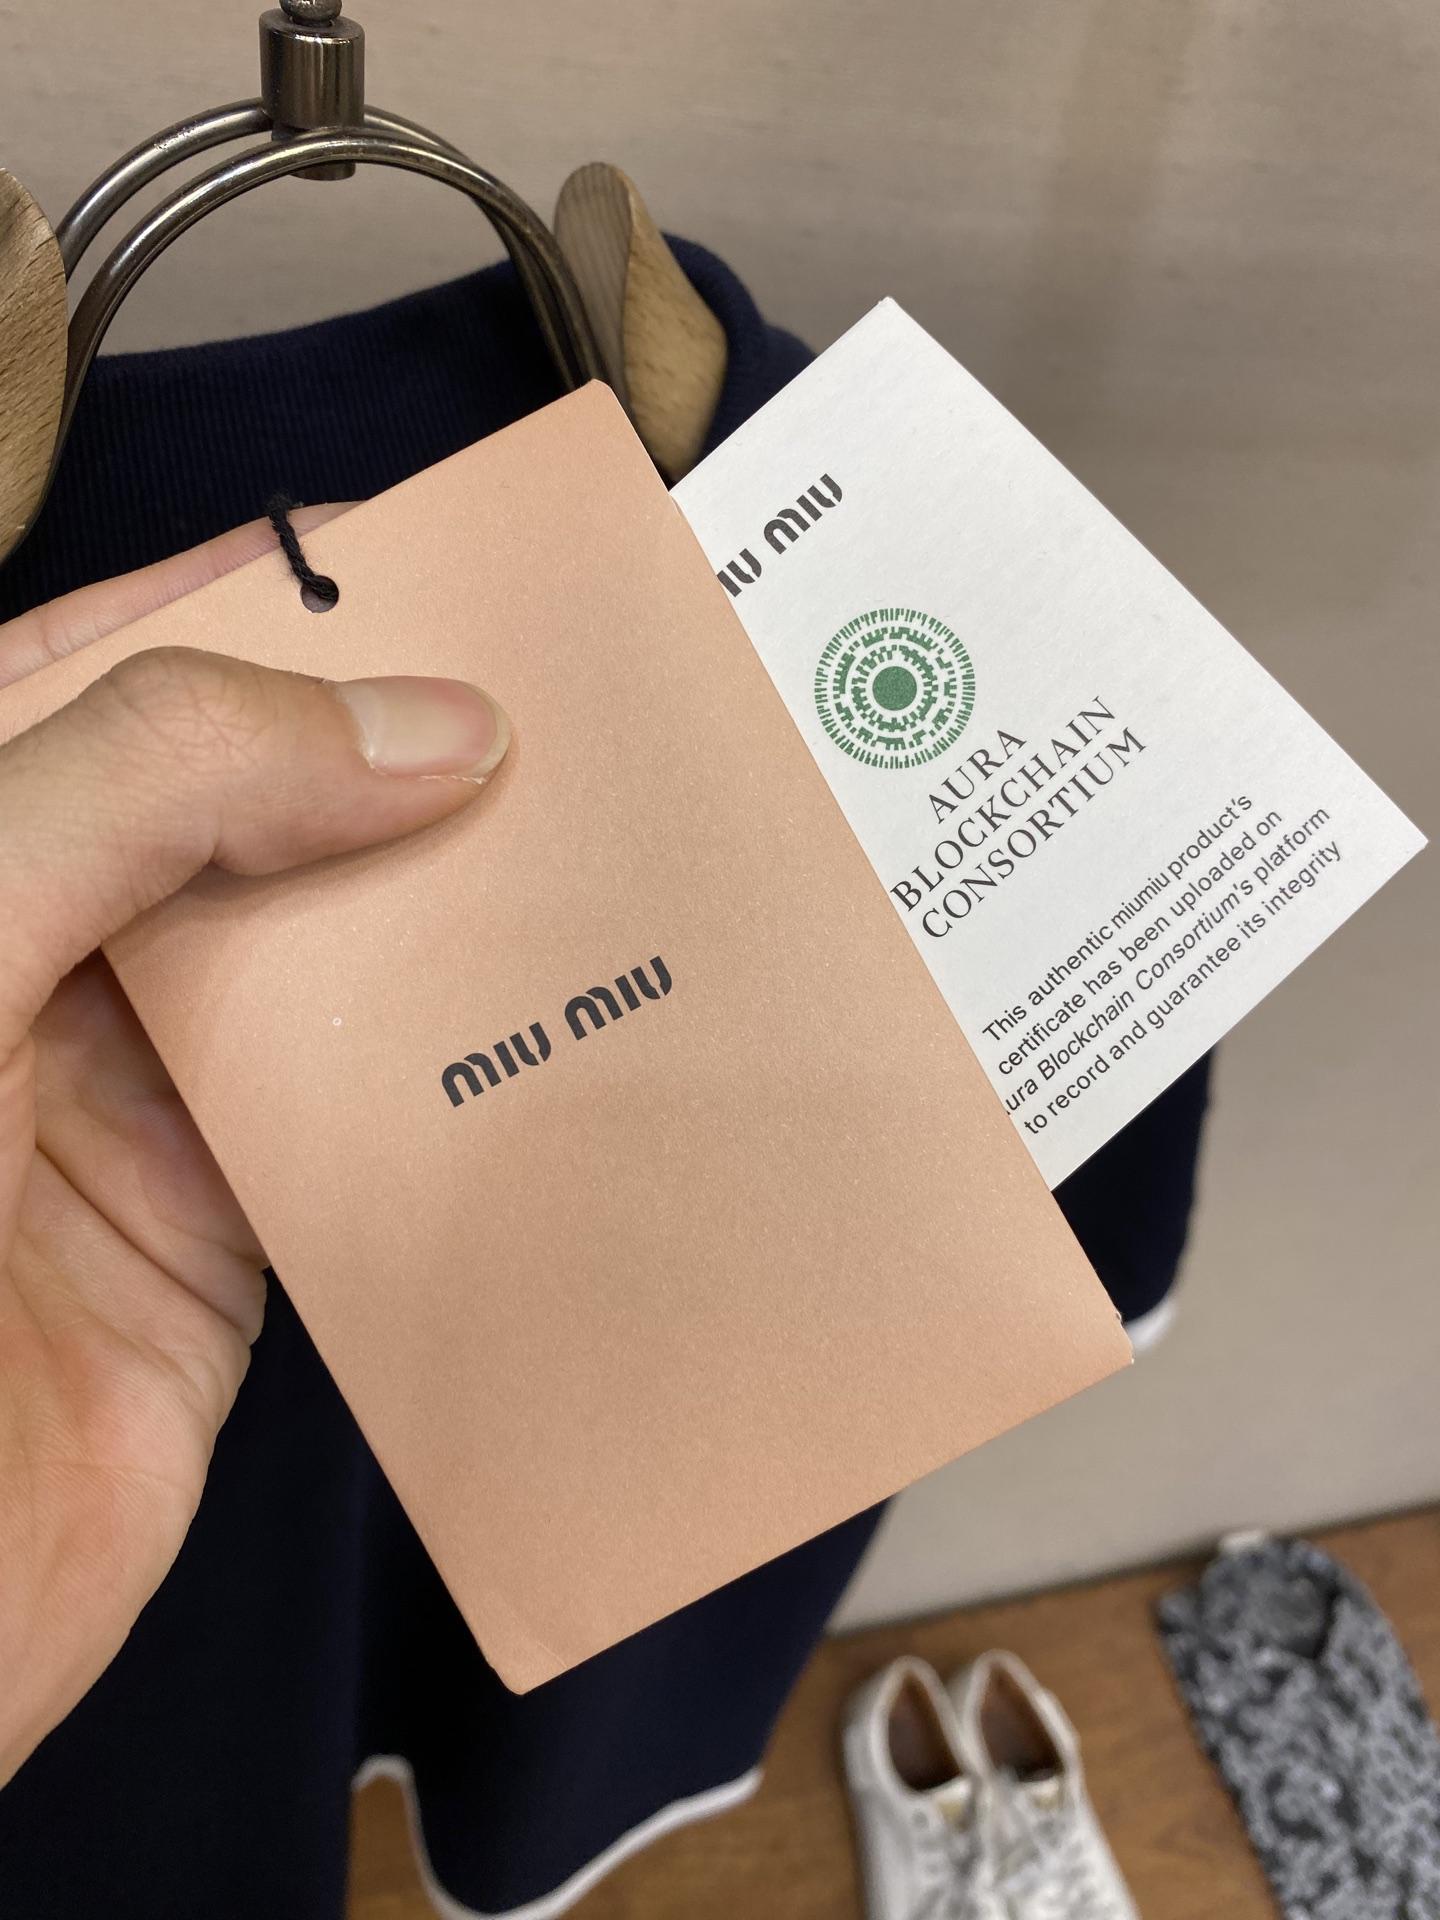 MIU MIU
IU MIU
AURA
BLOCKCHAIN
CONSORTIUM
This authentic miumiu product's
certificate has been uploaded on
ura Blockchain Consortium's platform
to record and guarantee its integrity